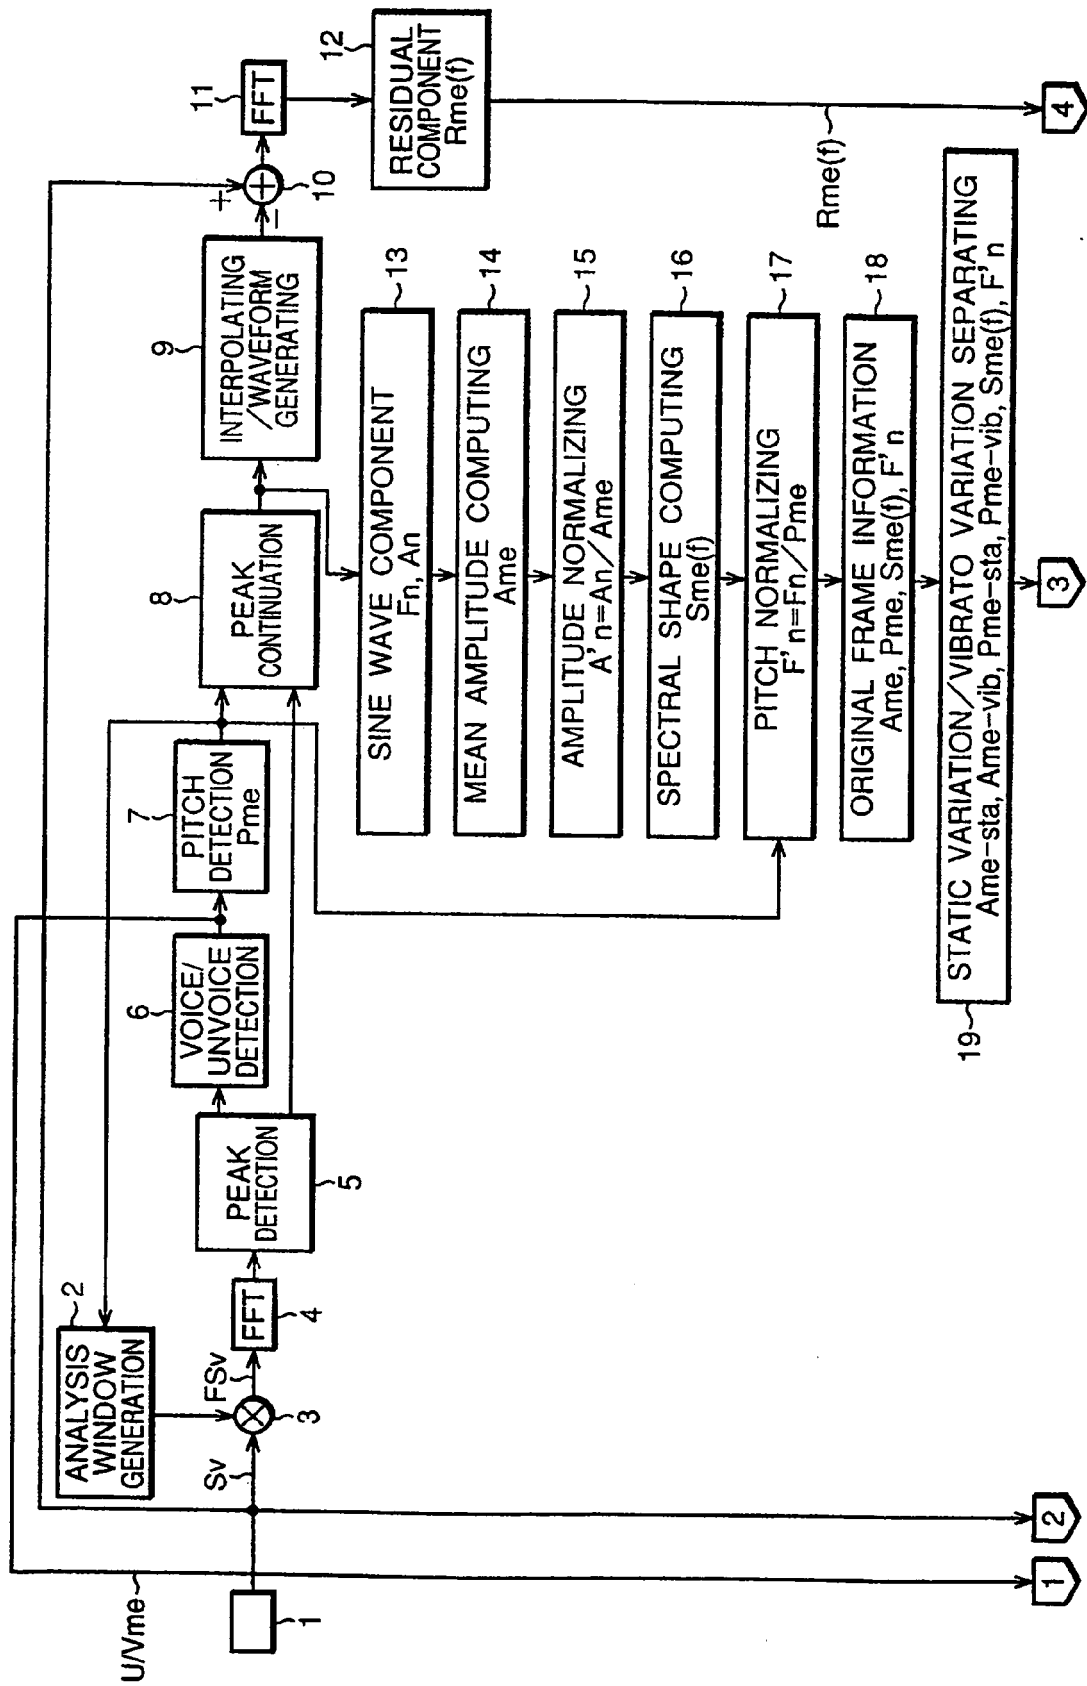 U/Vme
1
Sv
ANALYSIS
WINDOW
GENERATION
2
3
FSv
FFT
4
PEAK
DETECTION
5
6
VOICE/
UNVOICE
DETECTION
7
PITCH
DETECTION
Pme
8
PEAK
CONTINUATION
9
INTERPOLATING
/WAVEFORM
GENERATING
+
−
+
10
11
FFT
12
RESIDUAL
COMPONENT
Rme(f)
SINE WAVE COMPONENT
Fn, An
13
MEAN AMPLITUDE COMPUTING
Ame
14
AMPLITUDE NORMALIZING
A'n=An/Ame
15
SPECTRAL SHAPE COMPUTING
Sme(f)
16
PITCH NORMALIZING
F'n=Fn/Pme
17
ORIGINAL FRAME INFORMATION
Ame, Pme, Sme(f), F'n
18
STATIC VARIATION/VIBRATO VARIATION SEPARATING
Ame-sta, Ame-vib, Pme-sta, Pme-vib, Sme(f), F'n
19
Rme(f)
1
2
3
4